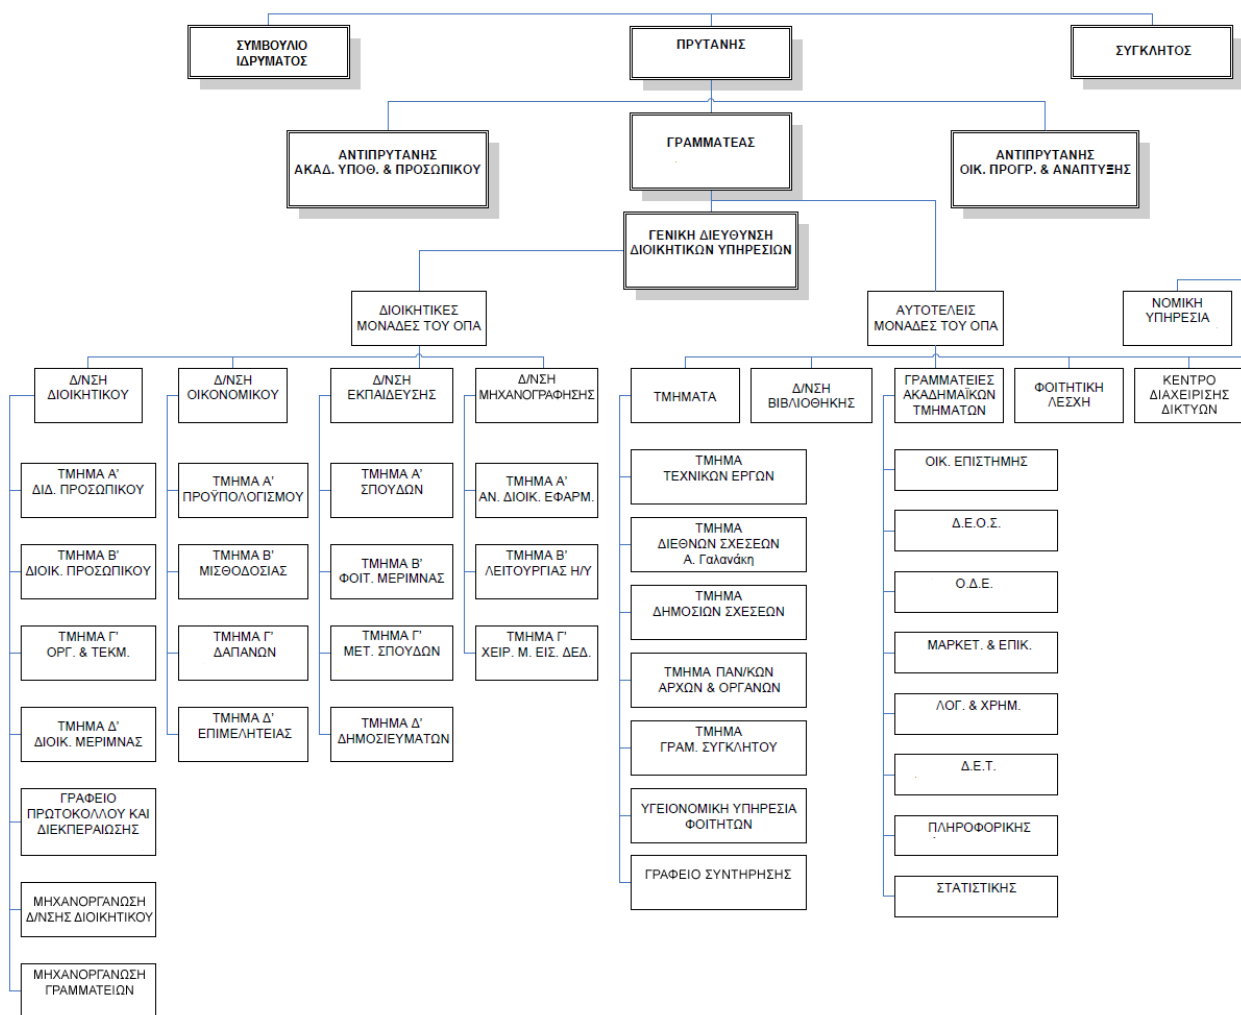 ΣΥΜΒΟΥΛΙΟ
ΙΔΡΥΜΑΤΟΣ
ΠΡΥΤΑΝΗΣ
ΣΥΓΚΛΗΤΟΣ
ΑΝΤΙΠΡΥΤΑΝΗΣ
ΑΚΑΔ. ΥΠΟΘ. & ΠΡΟΣΩΠΙΚΟΥ
ΓΡΑΜΜΑΤΕΑΣ
ΑΝΤΙΠΡΥΤΑΝΗΣ
ΟΙΚ. ΠΡΟΓΡ. & ΑΝΑΠΤΥΞΗΣ
ΓΕΝΙΚΗ ΔΙΕΥΘΥΝΣΗ
ΔΙΟΙΚΗΤΙΚΩΝ ΥΠΗΡΕΣΙΩΝ
ΔΙΟΙΚΗΤΙΚΕΣ
ΜΟΝΑΔΕΣ ΤΟΥ ΟΠΑ
ΑΥΤΟΤΕΛΕΙΣ
ΜΟΝΑΔΕΣ ΤΟΥ ΟΠΑ
ΝΟΜΙΚΗ
ΥΠΗΡΕΣΙΑ
Δ/ΝΣΗ
ΔΙΟΙΚΗΤΙΚΟΥ
Δ/ΝΣΗ
ΟΙΚΟΝΟΜΙΚΟΥ
Δ/ΝΣΗ
ΕΚΠΑΙΔΕΥΣΗΣ
Δ/ΝΣΗ
ΜΗΧΑΝΟΓΡΑΦΗΣΗΣ
ΤΜΗΜΑΤΑ
Δ/ΝΣΗ
ΒΙΒΛΙΟΘΗΚΗΣ
ΓΡΑΜΜΑΤΕΙΕΣ
ΑΚΑΔΗΜΑΪΚΩΝ
ΤΜΗΜΑΤΩΝ
ΦΟΙΤΗΤΙΚΗ
ΛΕΣΧΗ
ΚΕΝΤΡΟ
ΔΙΑΧΕΙΡΙΣΗΣ
ΔΙΚΤΥΩΝ
ΤΜΗΜΑ Α'
ΔΙΔ. ΠΡΟΣΩΠΙΚΟΥ
ΤΜΗΜΑ Β'
ΔΙΟΙΚ. ΠΡΟΣΩΠΙΚΟΥ
ΤΜΗΜΑ Γ'
ΟΡΓ. & ΤΕΚΜ.
ΤΜΗΜΑ Δ'
ΔΙΟΙΚ. ΜΕΡΙΜΝΑΣ
ΓΡΑΦΕΙΟ
ΠΡΩΤΟΚΟΛΛΟΥ ΚΑΙ
ΔΙΕΚΠΕΡΑΙΩΣΗΣ
ΜΗΧΑΝΟΡΓΑΝΩΣΗ
Δ/ΝΣΗΣ ΔΙΟΙΚΗΤΙΚΟΥ
ΜΗΧΑΝΟΡΓΑΝΩΣΗ
ΓΡΑΜΜΑΤΕΙΩΝ
ΤΜΗΜΑ Α'
ΠΡΟΫΠΟΛΟΓΙΣΜΟΥ
ΤΜΗΜΑ Β'
ΜΙΣΘΟΔΟΣΙΑΣ
ΤΜΗΜΑ Γ'
ΔΑΠΑΝΩΝ
ΤΜΗΜΑ Δ'
ΕΠΙΜΕΛΗΤΕΙΑΣ
ΤΜΗΜΑ Α'
ΣΠΟΥΔΩΝ
ΤΜΗΜΑ Β'
ΦΟΙΤ. ΜΕΡΙΜΝΑΣ
ΤΜΗΜΑ Γ'
ΜΕΤ. ΣΠΟΥΔΩΝ
ΤΜΗΜΑ Δ'
ΔΗΜΟΣΙΕΥΜΑΤΩΝ
ΤΜΗΜΑ Α'
ΑΝ. ΔΙΟΙΚ. ΕΦΑΡΜ.
ΤΜΗΜΑ Β'
ΛΕΙΤΟΥΡΓΙΑΣ Η/Υ
ΤΜΗΜΑ Γ'
ΧΕΙΡ. Μ. ΕΙΣ. ΔΕΔ.
ΤΜΗΜΑ
ΤΕΧΝΙΚΩΝ ΕΡΓΩΝ
ΤΜΗΜΑ
ΔΙΕΘΝΩΝ ΣΧΕΣΕΩΝ
Α. Γαλανάκη
ΤΜΗΜΑ
ΔΗΜΟΣΙΩΝ ΣΧΕΣΕΩΝ
ΤΜΗΜΑ ΠΑΝ/ΚΩΝ
ΑΡΧΩΝ & ΟΡΓΑΝΩΝ
ΤΜΗΜΑ
ΓΡΑΜ. ΣΥΓΚΛΗΤΟΥ
ΥΓΕΙΟΝΟΜΙΚΗ ΥΠΗΡΕΣΙΑ
ΦΟΙΤΗΤΩΝ
ΓΡΑΦΕΙΟ ΣΥΝΤΗΡΗΣΗΣ
ΟΙΚ. ΕΠΙΣΤΗΜΗΣ
Δ.Ε.Ο.Σ.
Ο.Δ.Ε.
ΜΑΡΚΕΤ. & ΕΠΙΚ.
ΛΟΓ. & ΧΡΗΜ.
Δ.Ε.Τ.
ΠΛΗΡΟΦΟΡΙΚΗΣ
ΣΤΑΤΙΣΤΙΚΗΣ